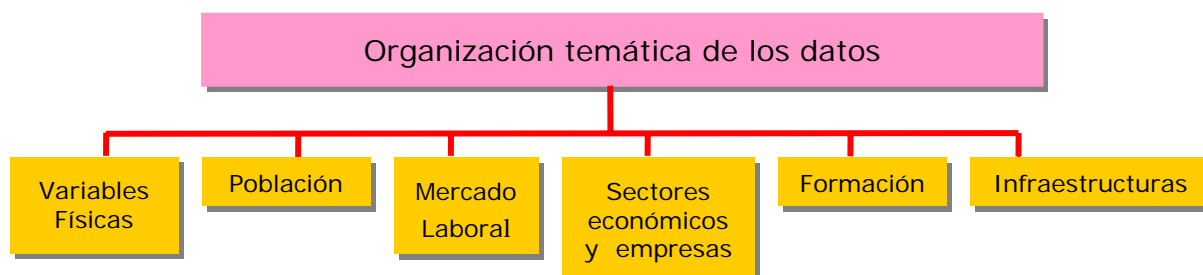 Organización temática de los datos
Variables
Físicas
Población
Mercado
Laboral
Sectores
económicos
y empresas
Formación
Infraestructuras